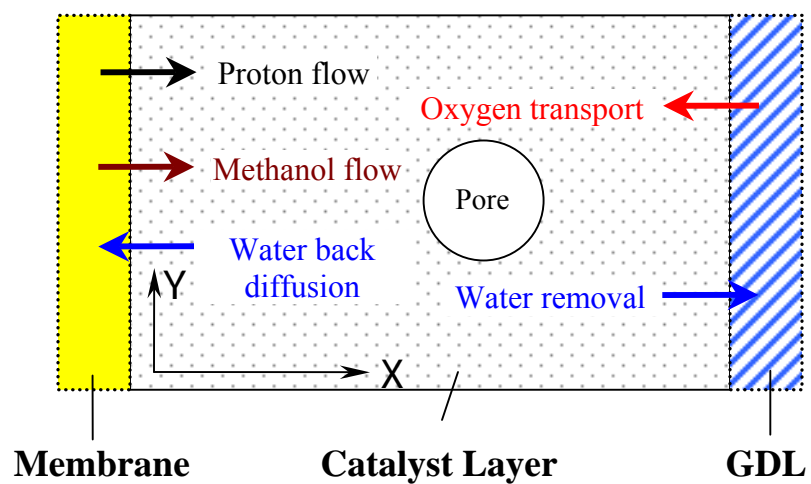 Proton flow
Oxygen transport
Methanol flow
Pore
Water back
diffusion
Y
Water removal
X
Membrane
Catalyst Layer
GDL